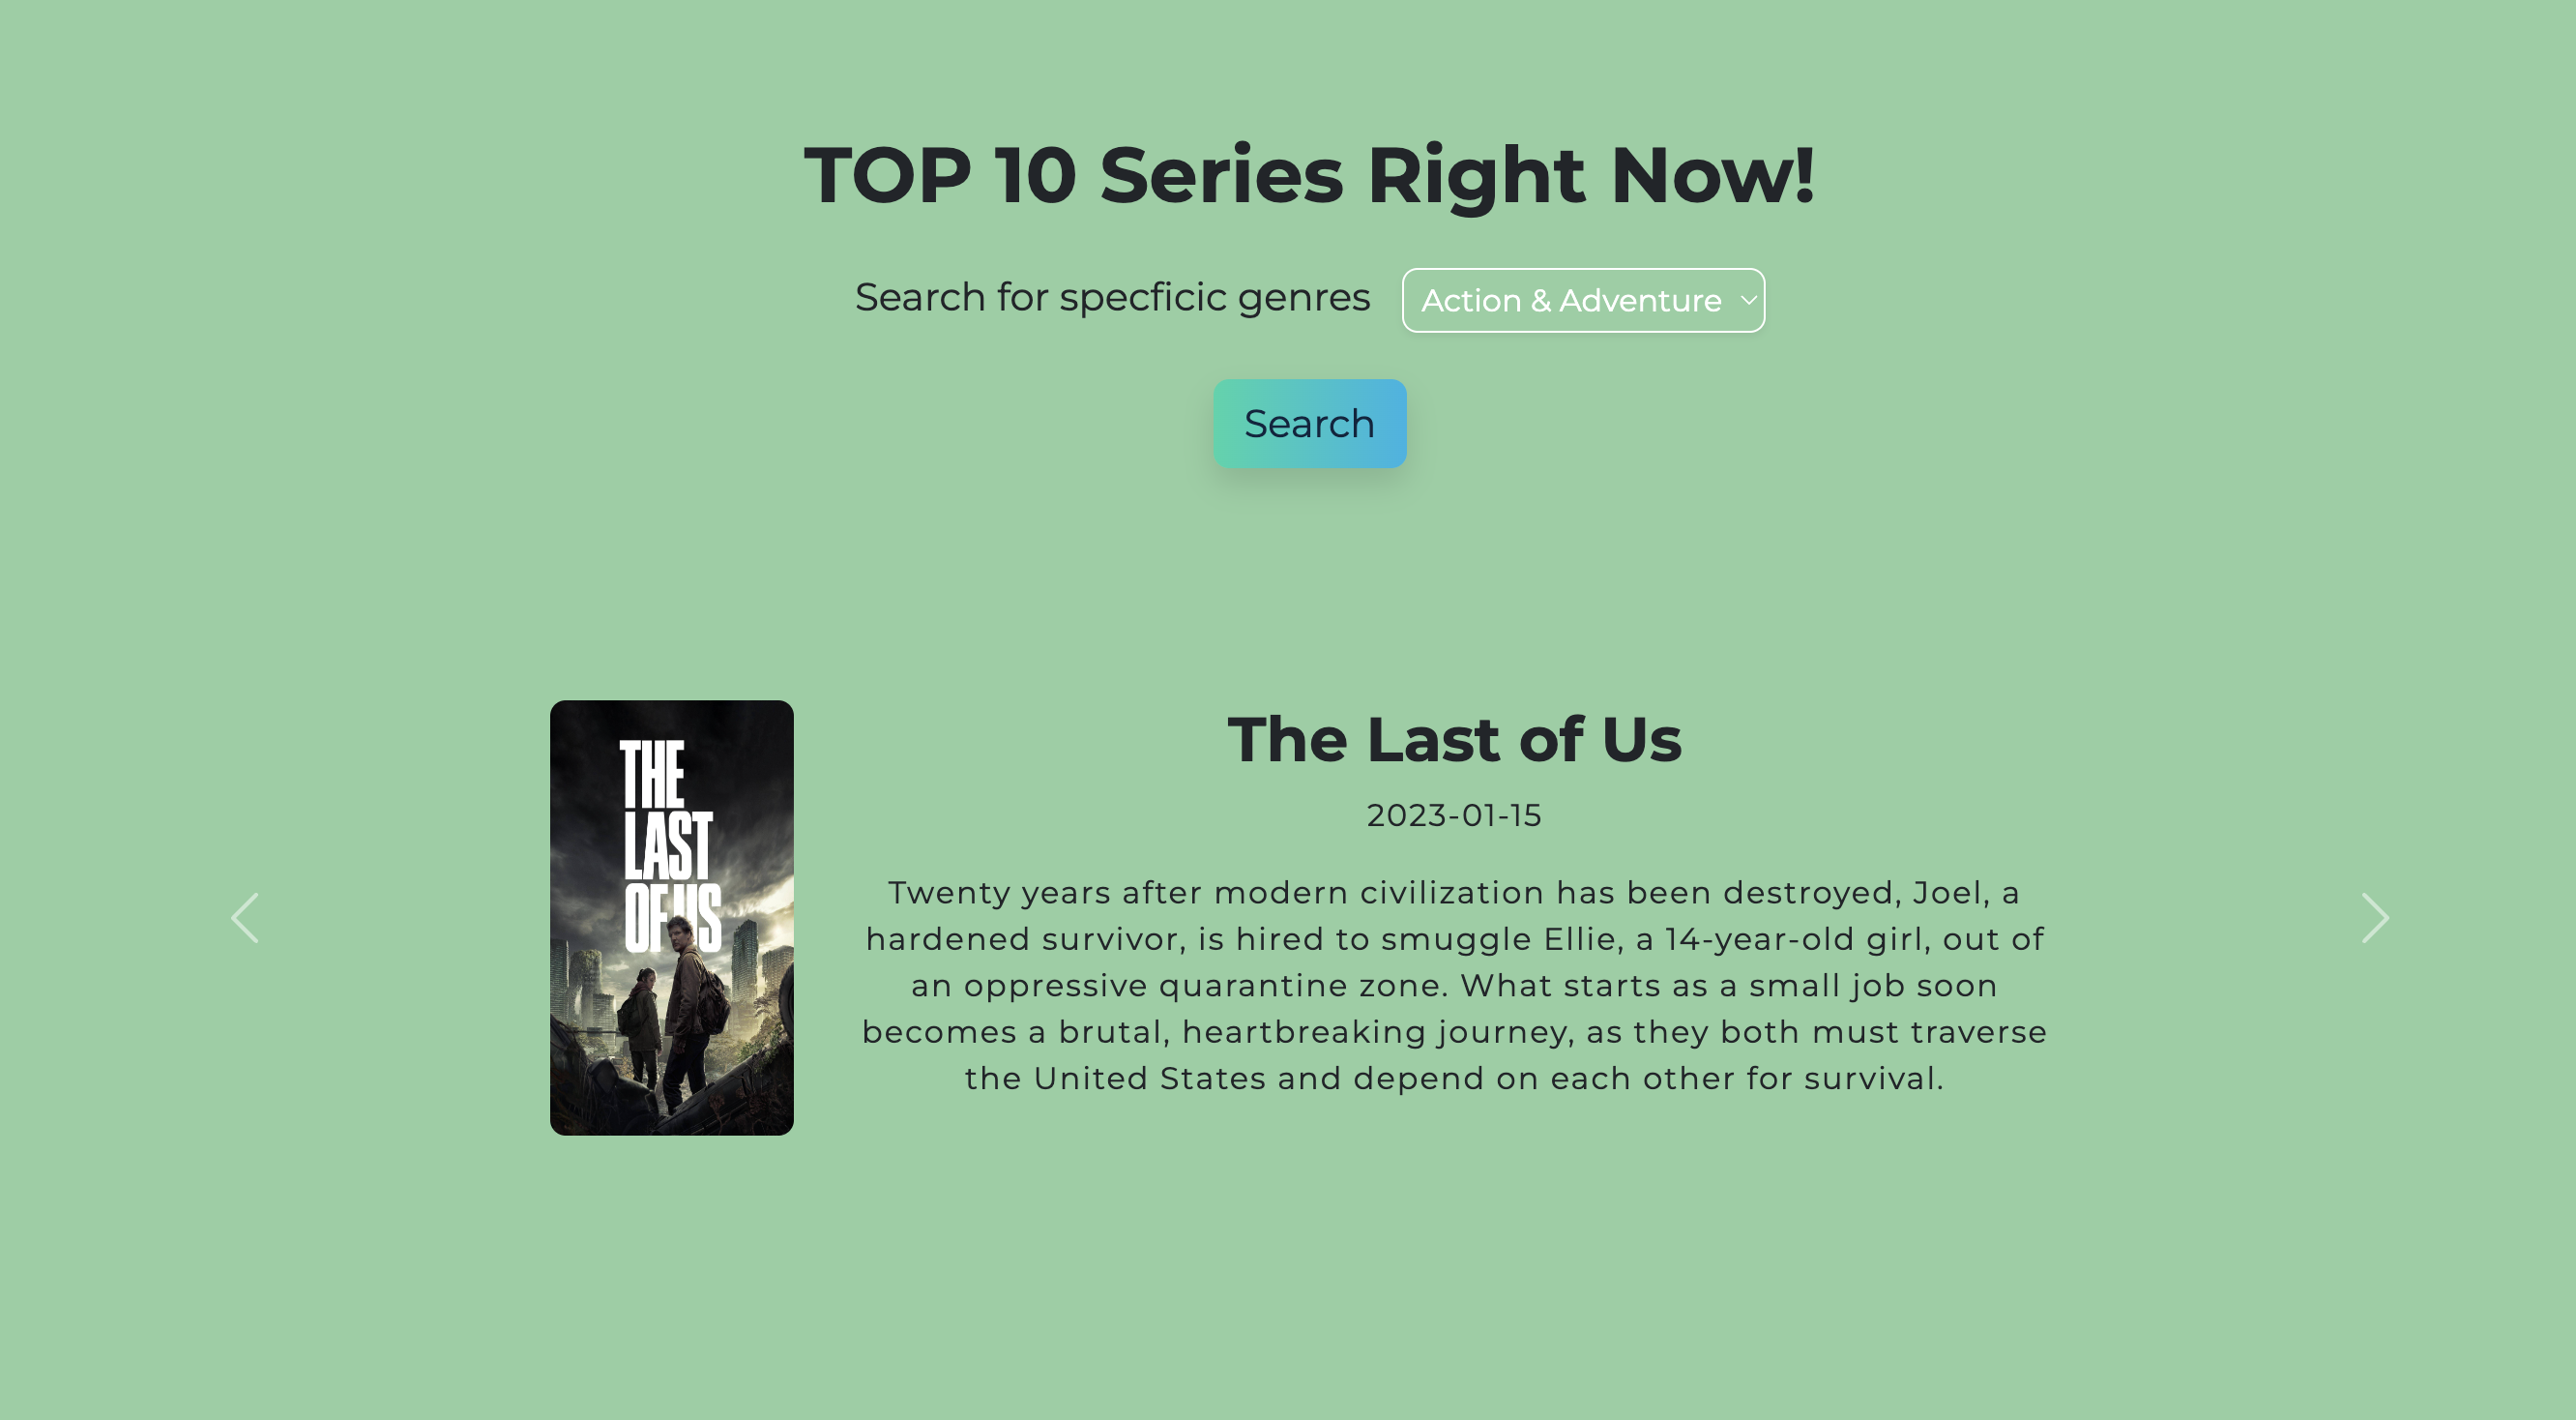 TOP 10 Series Right Now!
Search for specficic genres
Action & Adventure
Search
THE
LAST
OF US
The Last of Us
2023-01-15
Twenty years after modern civilization has been destroyed, Joel, a
hardened survivor, is hired to smuggle Ellie, a 14-year-old girl, out of
an oppressive quarantine zone. What starts as a small job soon
becomes a brutal, heartbreaking journey, as they both must traverse
the United States and depend on each other for survival.